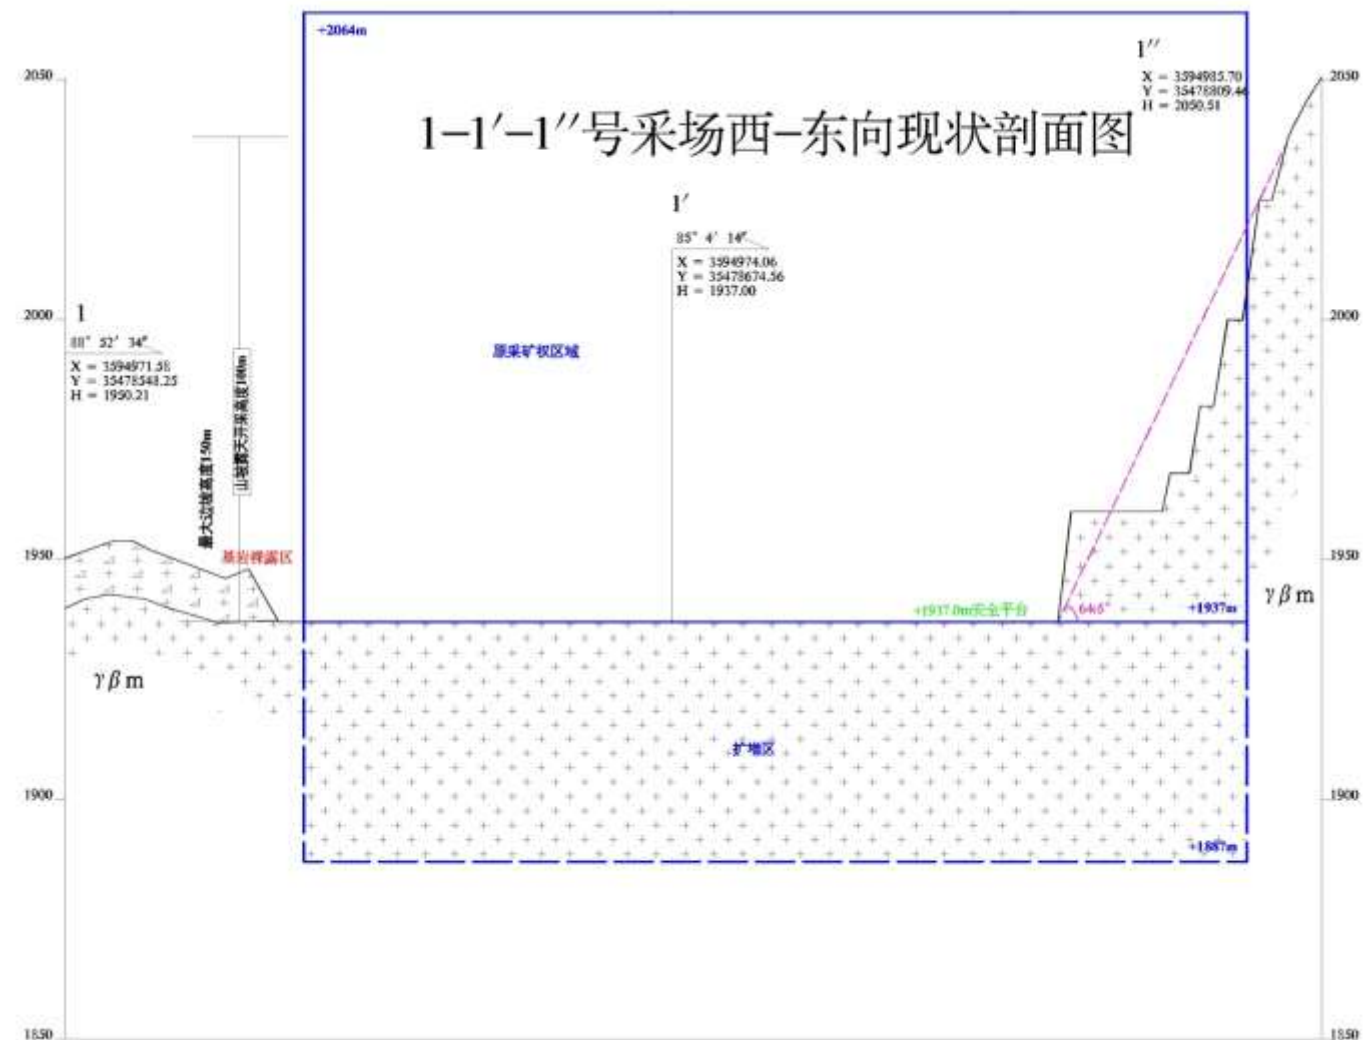 +2064m
1″
X = 3594985.70
Y = 35478809.46
H = 2050.51
2050
2050
1-1′-1″号采场西-东向现状剖面图
1′
85° 4′ 14″
X = 3594974.06
Y = 35478674.56
H = 1937.00
2000
2000
1
X = 3594971.58
Y = 35478548.25
H = 1950.21
原采矿权区域
最大边坡高度150m
山坡露天开采高度100m
1950
1950
基岩裸露区
+1937.0m安全平台
+1937m
γβm
γβm
扩增区
1900
1900
+1887m
1850
1850